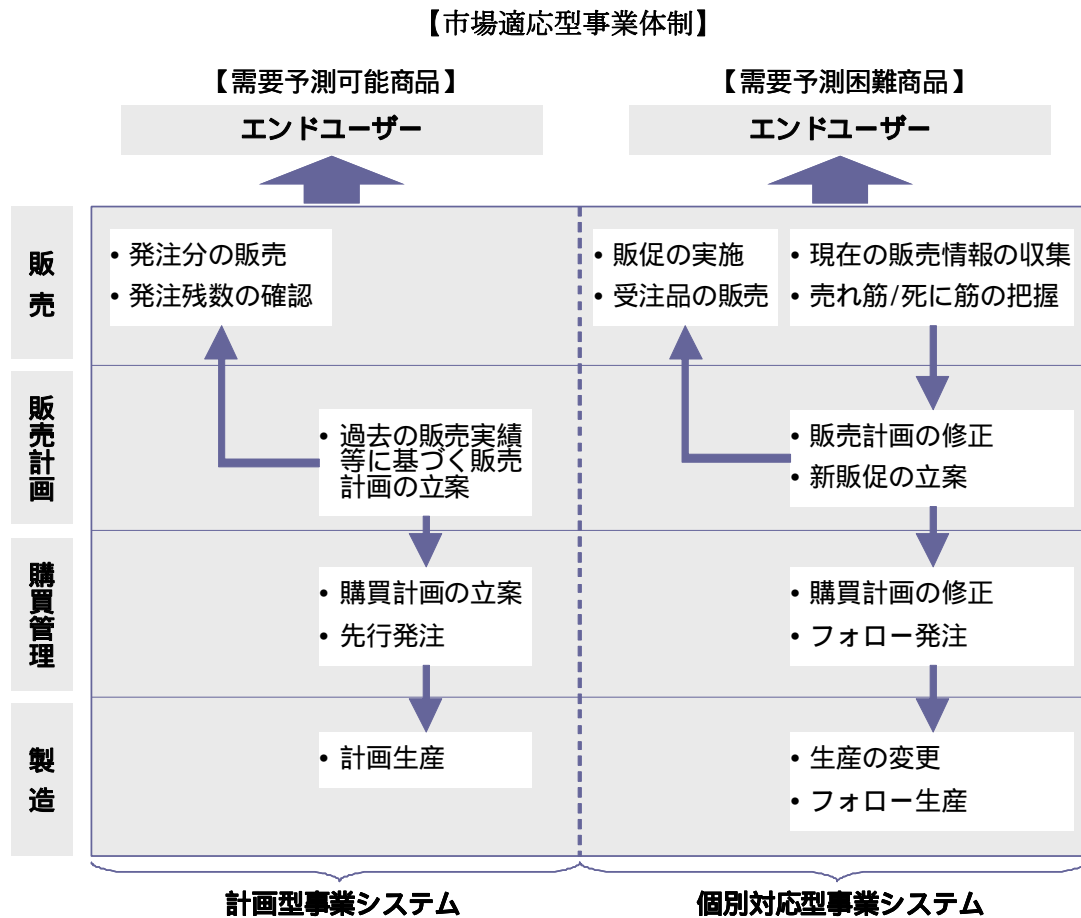 【市場適応型事業体制】
【需要予測可能商品】
【需要予測困難商品】
エンドユーザー
エンドユーザー
販売
• 発注分の販売
• 発注残数の確認
• 販促の実施
• 受注品の販売
• 現在の販売情報の収集
• 売れ筋/死に筋の把握
販売計画
• 過去の販売実績
等に基づく販売
計画の立案
• 販売計画の修正
• 新販促の立案
購買管理
• 購買計画の立案
• 先行発注
• 購買計画の修正
• フォロー発注
製造
• 計画生産
• 生産の変更
• フォロー生産
計画型事業システム
個別対応型事業システム